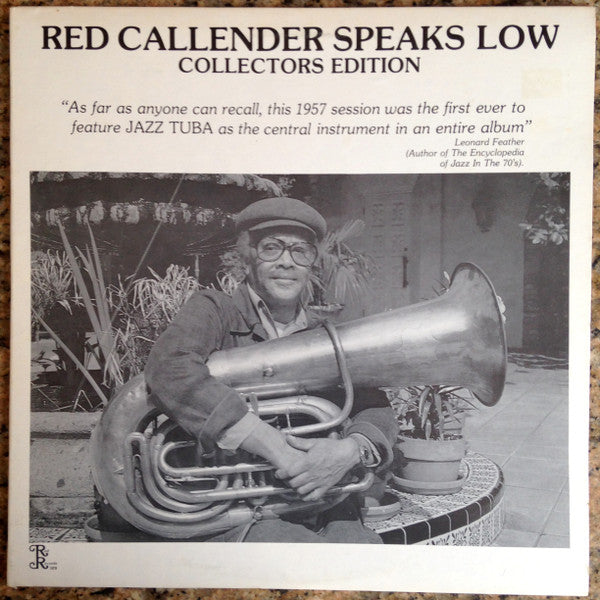 RED CALLENDER SPEAKS LOW
COLLECTORS EDITION
“As far as anyone can recall, this 1957 session was the first ever to
feature JAZZ TUBA as the central instrument in an entire album”
Leonard Feather
(Author of The Encyclopedia
of Jazz In The 70's).